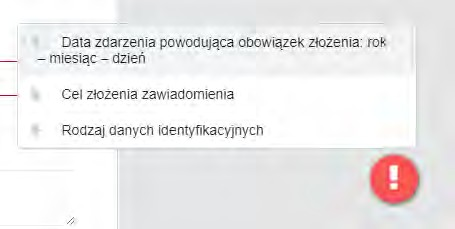 Data zdarzenia powodująca obowiązek złożenia: rok
– miesiąc – dzień
Cel złożenia zawiadomienia
Rodzaj danych identyfikacyjnych
!